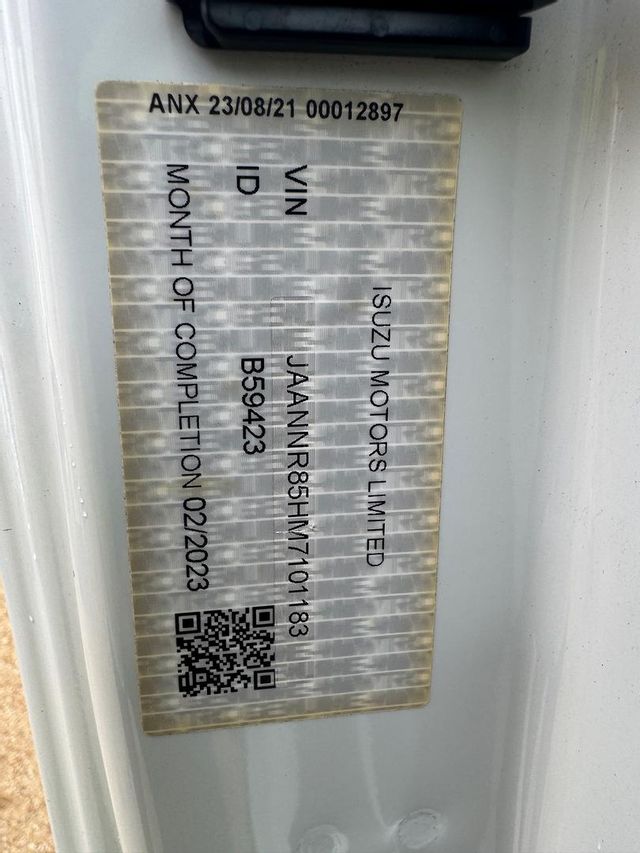 ANX 23/08/21 00012897
ISUZU MOTORS LIMITED
VIN JAANNR85HM7101183
ID B59423
MONTH OF COMPLETION 02/2023